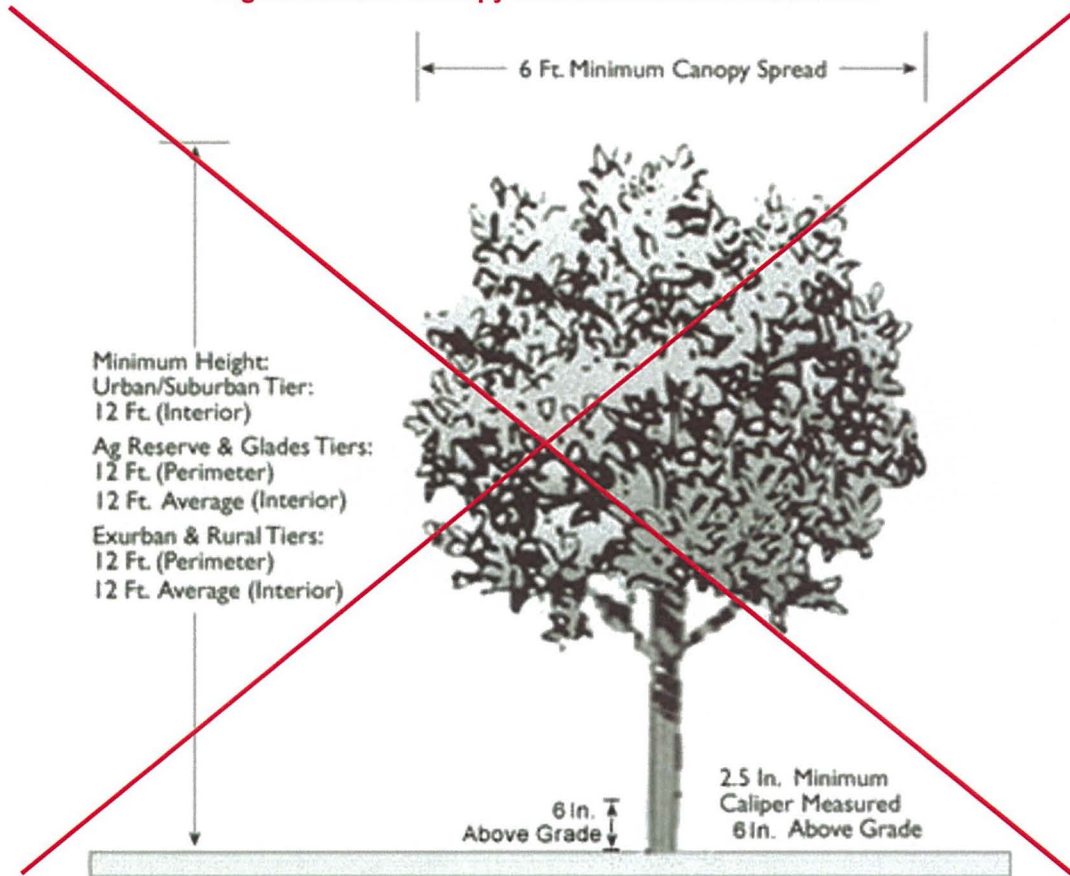 6 Ft. Minimum Canopy Spread
Minimum Height:
Urban/Suburban Tier:
12 Ft. (Interior)
Ag Reserve & Glades Tiers:
12 Ft. (Perimeter)
12 Ft. Average (Interior)
Exurban & Rural Tiers:
12 Ft. (Perimeter)
12 Ft. Average (Interior)
6 In.
Above Grade
2.5 In. Minimum
Caliper Measured
6 In. Above Grade